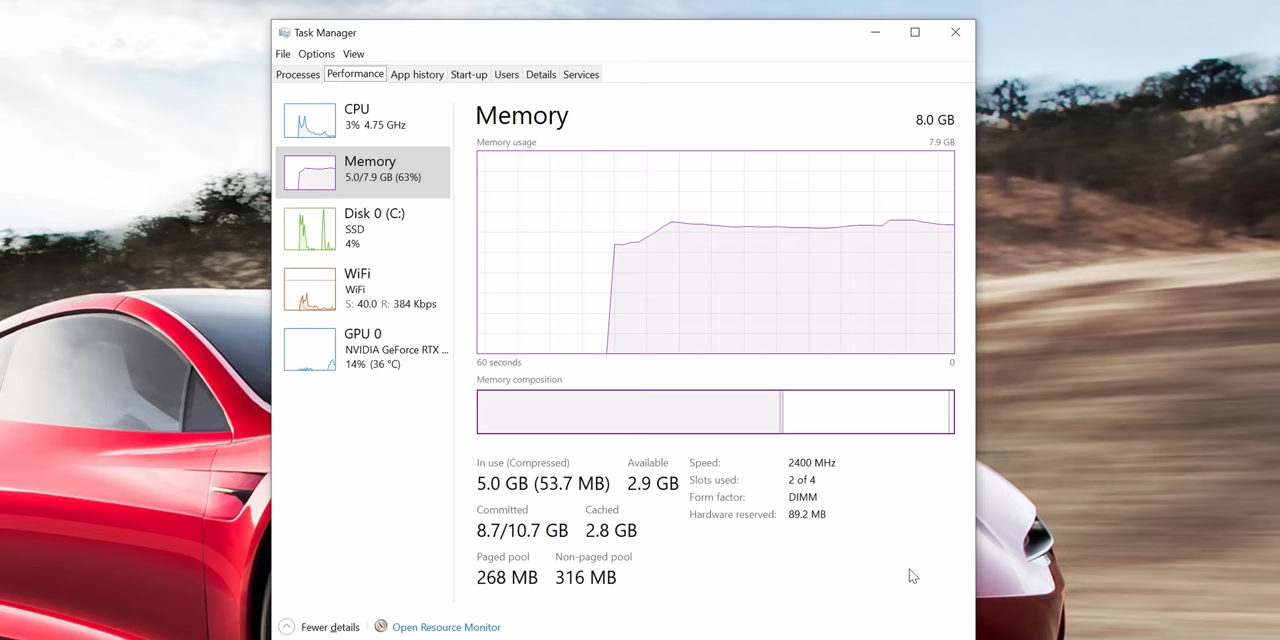 Task Manager
File Options View
Processes Performance App history Start-up Users Details Services
CPU
3% 4.75 GHz
Memory
5.0/7.9 GB (63%)
Disk 0 (C:)
SSD
4%
WiFi
WiFi
S: 40.0 R: 384 Kbps
GPU 0
NVIDIA GeForce RTX ...
14% (36 °C)
Memory 8.0 GB
Memory usage 7.9 GB
60 seconds 0
Memory composition
In use (Compressed) Available
5.0 GB (53.7 MB) 2.9 GB
Committed Cached
8.7/10.7 GB 2.8 GB
Paged pool Non-paged pool
268 MB 316 MB
Speed: 2400 MHz
Slots used: 2 of 4
Form factor: DIMM
Hardware reserved: 89.2 MB
Fewer details Open Resource Monitor